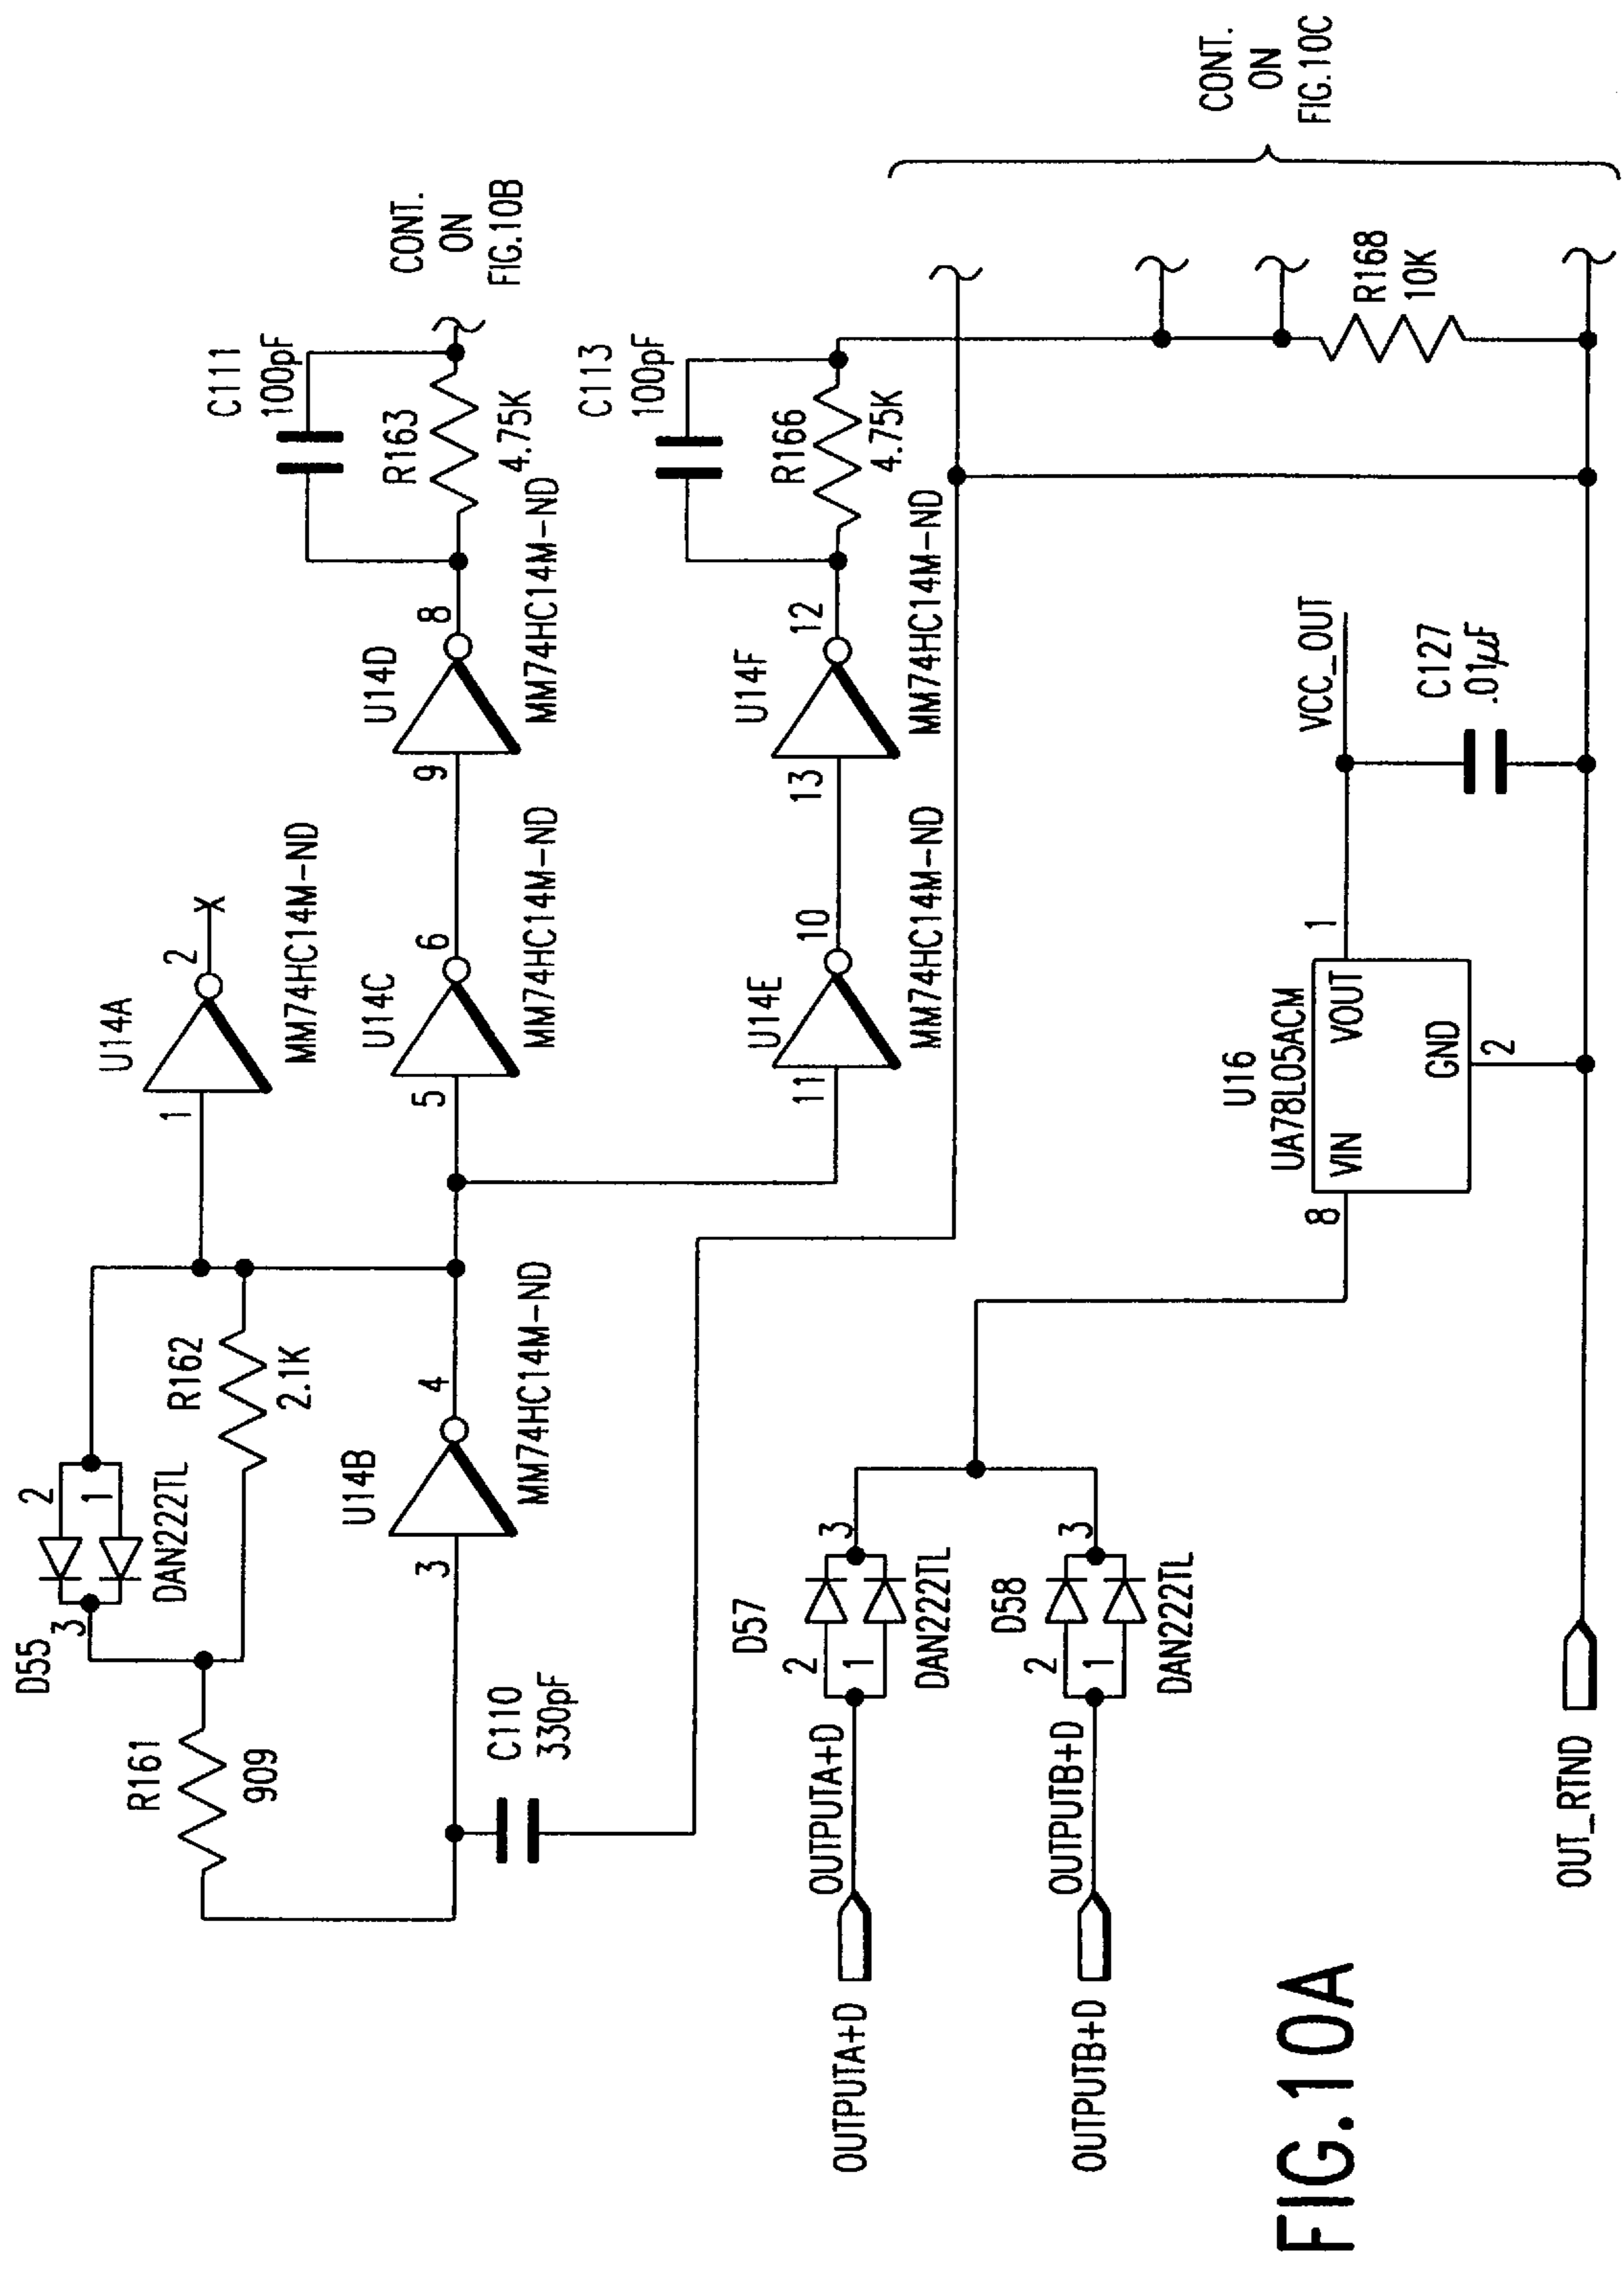 D55
3
2
1
DAN222TL
R161
909
R162
2.1K
U14A
1
2
X
MM74HC14M-ND
U14B
3
4
MM74HC14M-ND
C110
330pF
U14C
5
6
MM74HC14M-ND
U14D
9
8
MM74HC14M-ND
C111
100pF
R163
4.75K
CONT.
ON
FIG.10B
U14E
11
10
MM74HC14M-ND
U14F
13
12
MM74HC14M-ND
C113
100pF
R166
4.75K
OUTPUTA+D
OUTPUTA+D
D57
2
1
3
DAN222TL
OUTPUTB+D
OUTPUTB+D
D58
2
1
3
DAN222TL
U16
UA78L05ACM
8
VIN
VOUT
1
GND
2
VCC_OUT
C127
.01µF
R168
10K
CONT.
ON
FIG.10C
OUT_RTND
FIG.10A